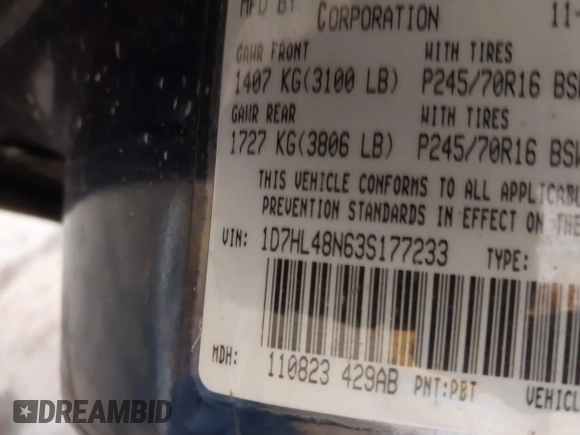 MFD BY CORPORATION 11-
GAWR FRONT WITH TIRES
1407 KG(3100 LB) P245/70R16 BSW
GAWR REAR WITH TIRES
1727 KG(3806 LB) P245/70R16 BSW
THIS VEHICLE CONFORMS TO ALL APPLICABLE
PREVENTION STANDARDS IN EFFECT ON THE
VIN: 1D7HL48N63S177233 TYPE:
MDH: 110823 429AB PNT:PBT VEHICL
DREAMBID